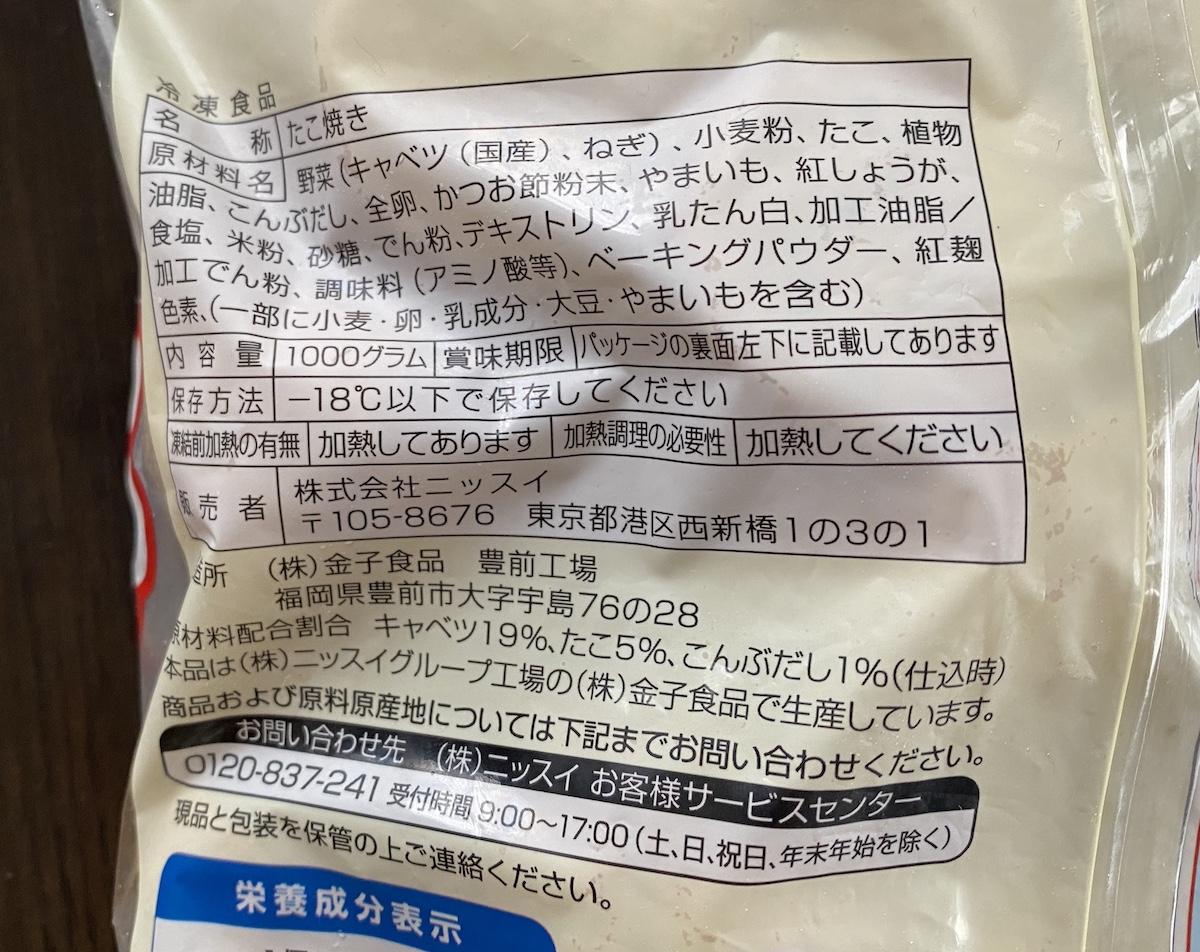 冷凍食品
名称 たこ焼き
原材料名 野菜(キャベツ(国産)、ねぎ)、小麦粉、たこ、植物
油脂、こんぶだし、全卵、かつお節粉末、やまいも、紅しょうが、
食塩、米粉、砂糖、でん粉、デキストリン、乳たん白、加工油脂/
加工でん粉、調味料(アミノ酸等)、ベーキングパウダー、紅麹
色素、(一部に小麦・卵・乳成分・大豆・やまいもを含む)
内容量 1000グラム 賞味期限 パッケージの裏面左下に記載してあります
保存方法 −18℃以下で保存してください
凍結前加熱の有無 加熱してあります 加熱調理の必要性 加熱してください
販売者 株式会社ニッスイ
〒105-8676 東京都港区西新橋1の3の1
造所 (株)金子食品 豊前工場
福岡県豊前市大字宇島76の28
原材料配合割合 キャベツ19%、たこ5%、こんぶだし1%(仕込時)
本品は(株)ニッスイグループ工場の(株)金子食品で生産しています。
商品および原料原産地については下記までお問い合わせください。
お問い合わせ先 (株)ニッスイ お客様サービスセンター
0120-837-241 受付時間 9:00〜17:00(土、日、祝日、年末年始を除く)
現品と包装を保管の上ご連絡ください。
栄養成分表示